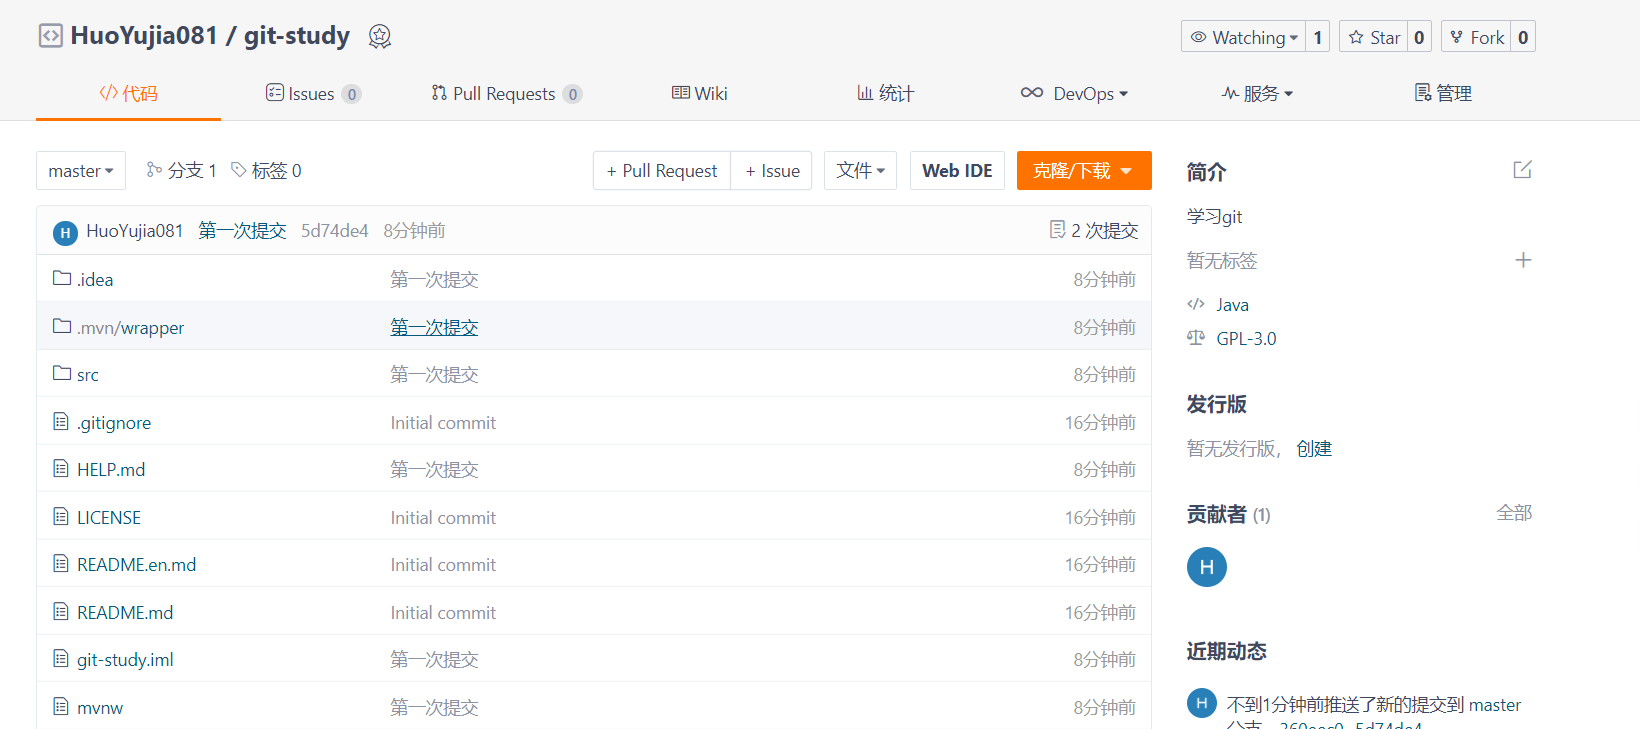 HuoYujia081 / git-study
Watching 1 Star 0 Fork 0
代码 Issues 0 Pull Requests 0 Wiki 统计 DevOps 服务 管理
master 分支 1 标签 0 + Pull Request + Issue 文件 Web IDE 克隆/下载
H HuoYujia081 第一次提交 5d74de4 8分钟前 2 次提交
.idea 第一次提交 8分钟前
.mvn/wrapper 第一次提交 8分钟前
src 第一次提交 8分钟前
.gitignore Initial commit 16分钟前
HELP.md 第一次提交 8分钟前
LICENSE Initial commit 16分钟前
README.en.md Initial commit 16分钟前
README.md Initial commit 16分钟前
git-study.iml 第一次提交 8分钟前
mvnw 第一次提交 8分钟前
简介
学习git
暂无标签
Java
GPL-3.0
发行版
暂无发行版， 创建
贡献者 (1) 全部
H
近期动态
H 不到1分钟前推送了新的提交到 master
分支，